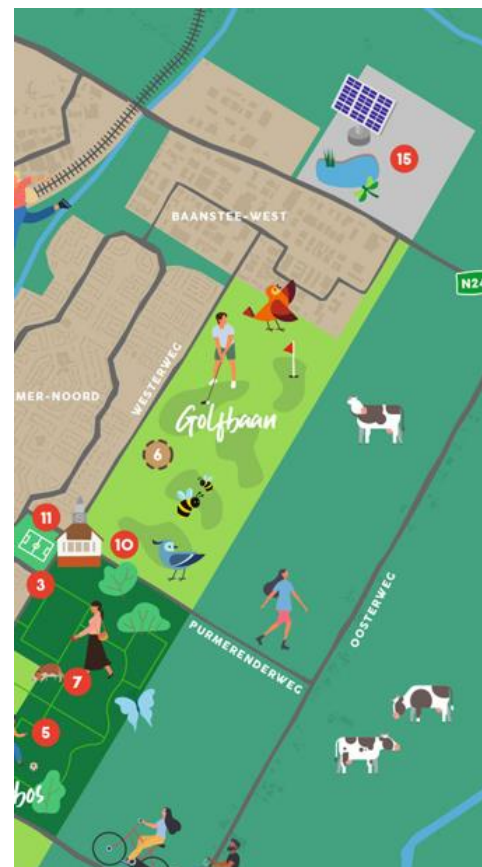 15
BAANSTEE-WEST
N24
MER-NOORD
WESTERWEG
Golfbaan
6
11
10
3
PURMERENDERWEG
OOSTERWEG
7
5
bos